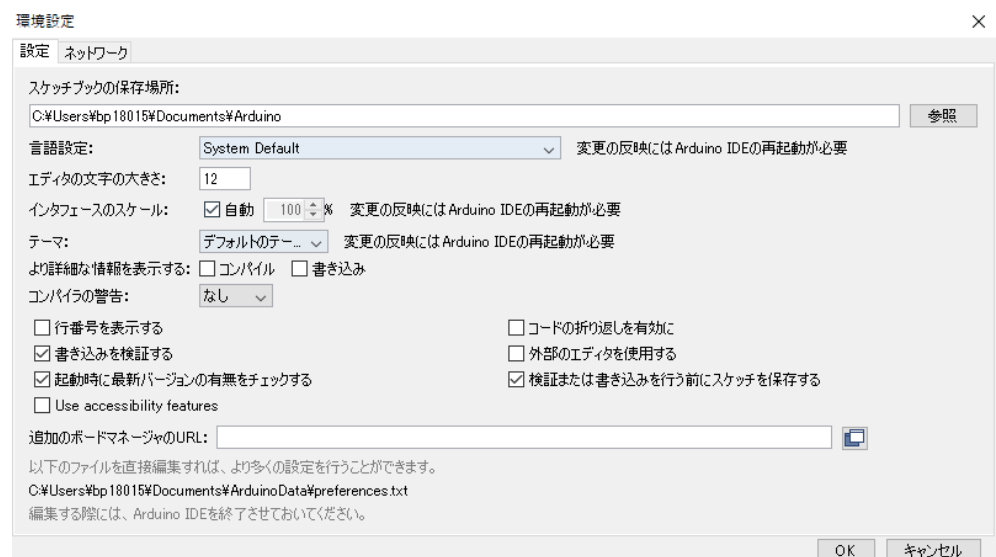 環境設定
設定 ネットワーク
スケッチブックの保存場所:
C:¥Users¥bp18015¥Documents¥Arduino 参照
言語設定: System Default 変更の反映にはArduino IDEの再起動が必要
エディタの文字の大きさ: 12
インタフェースのスケール: 自動 100 % 変更の反映にはArduino IDEの再起動が必要
テーマ: デフォルトのテー... 変更の反映にはArduino IDEの再起動が必要
より詳細な情報を表示する: コンパイル 書き込み
コンパイラの警告: なし
行番号を表示する コードの折り返しを有効に
書き込みを検証する 外部のエディタを使用する
起動時に最新バージョンの有無をチェックする 検証または書き込みを行う前にスケッチを保存する
Use accessibility features
追加のボードマネージャのURL:
以下のファイルを直接編集すれば、より多くの設定を行うことができます。
C:¥Users¥bp18015¥Documents¥ArduinoData¥preferences.txt
編集する際には、Arduino IDEを終了させておいてください。
OK キャンセル